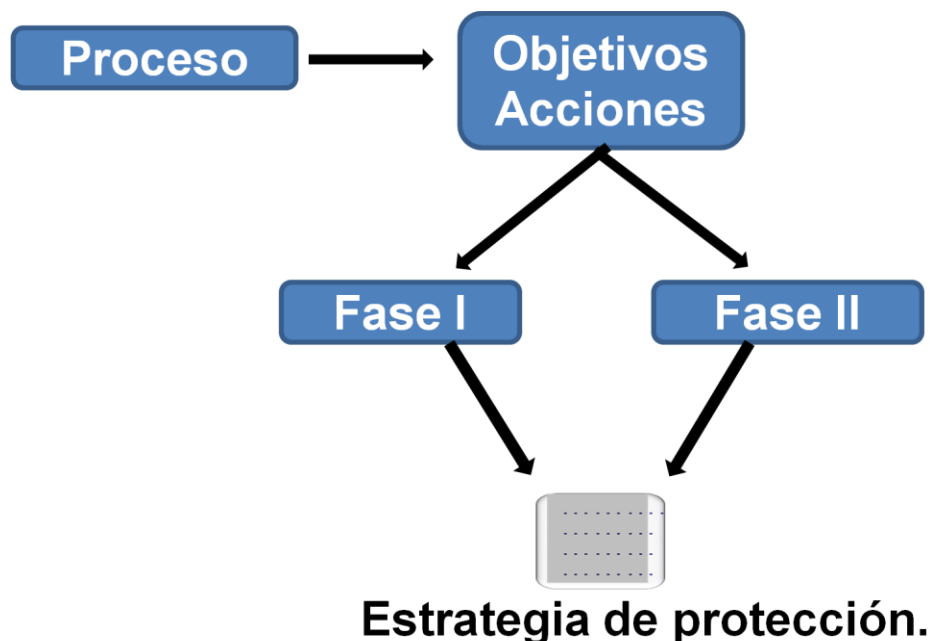 Proceso
Objetivos
Acciones
Fase I
Fase II
Estrategia de protección.